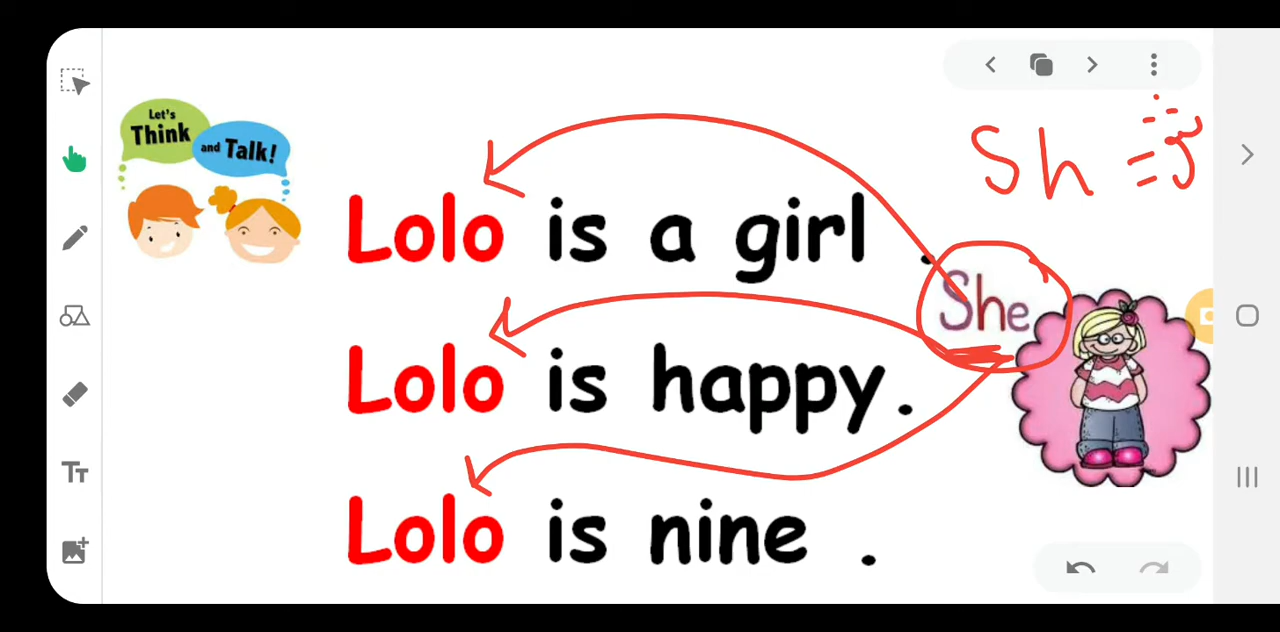 Let's
Think
and Talk!
Sh =
Lolo is a girl .
She
Lolo is happy.
Lolo is nine .